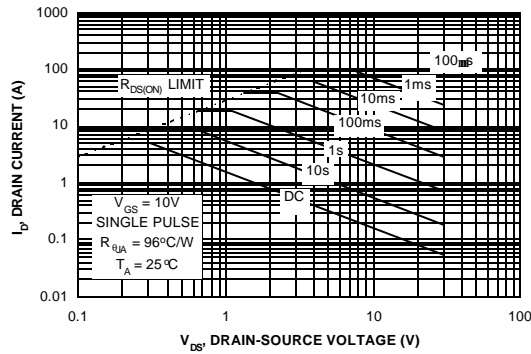 1000
100
10
1
0.1
0.01
0.1
1
10
100
I_D, DRAIN CURRENT (A)
V_DS, DRAIN-SOURCE VOLTAGE (V)
R_DS(ON) LIMIT
100µs
1ms
10ms
100ms
1s
10s
DC
V_GS = 10V
SINGLE PULSE
R_θJA = 96°C/W
T_A = 25°C